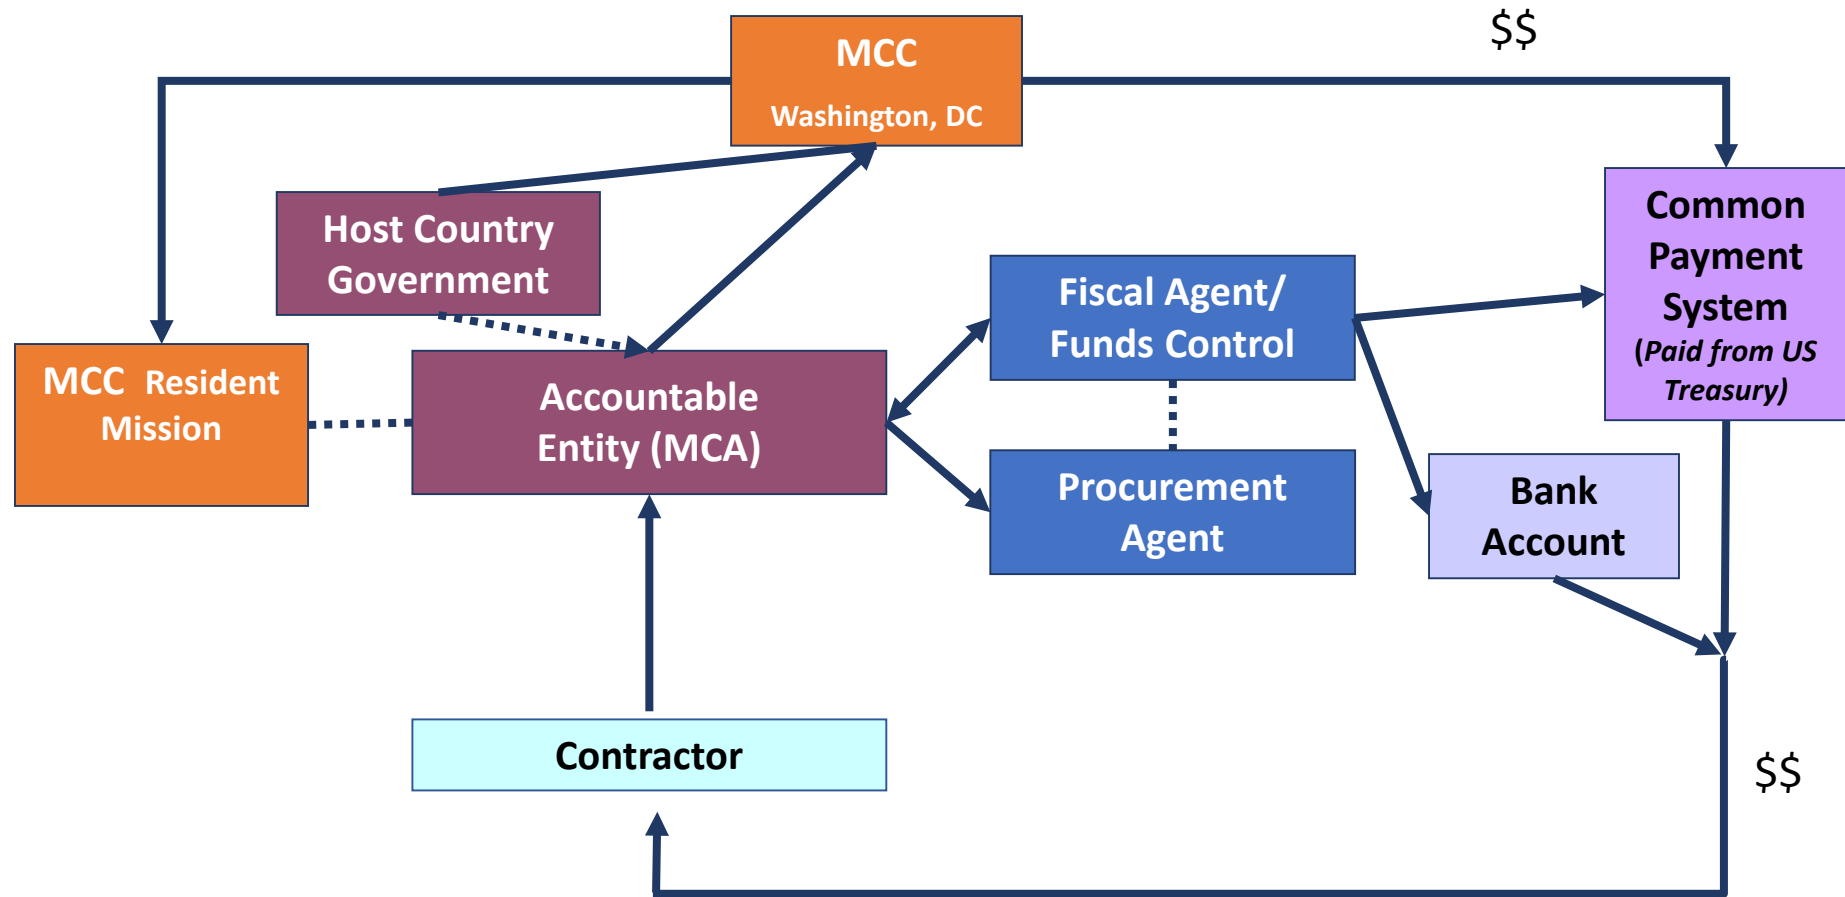 $$
MCC
Washington, DC
Host Country
Government
Common
Payment
System
(Paid from US
Treasury)
Fiscal Agent/
Funds Control
MCC Resident
Mission
Accountable
Entity (MCA)
Procurement
Agent
Bank
Account
Contractor
$$